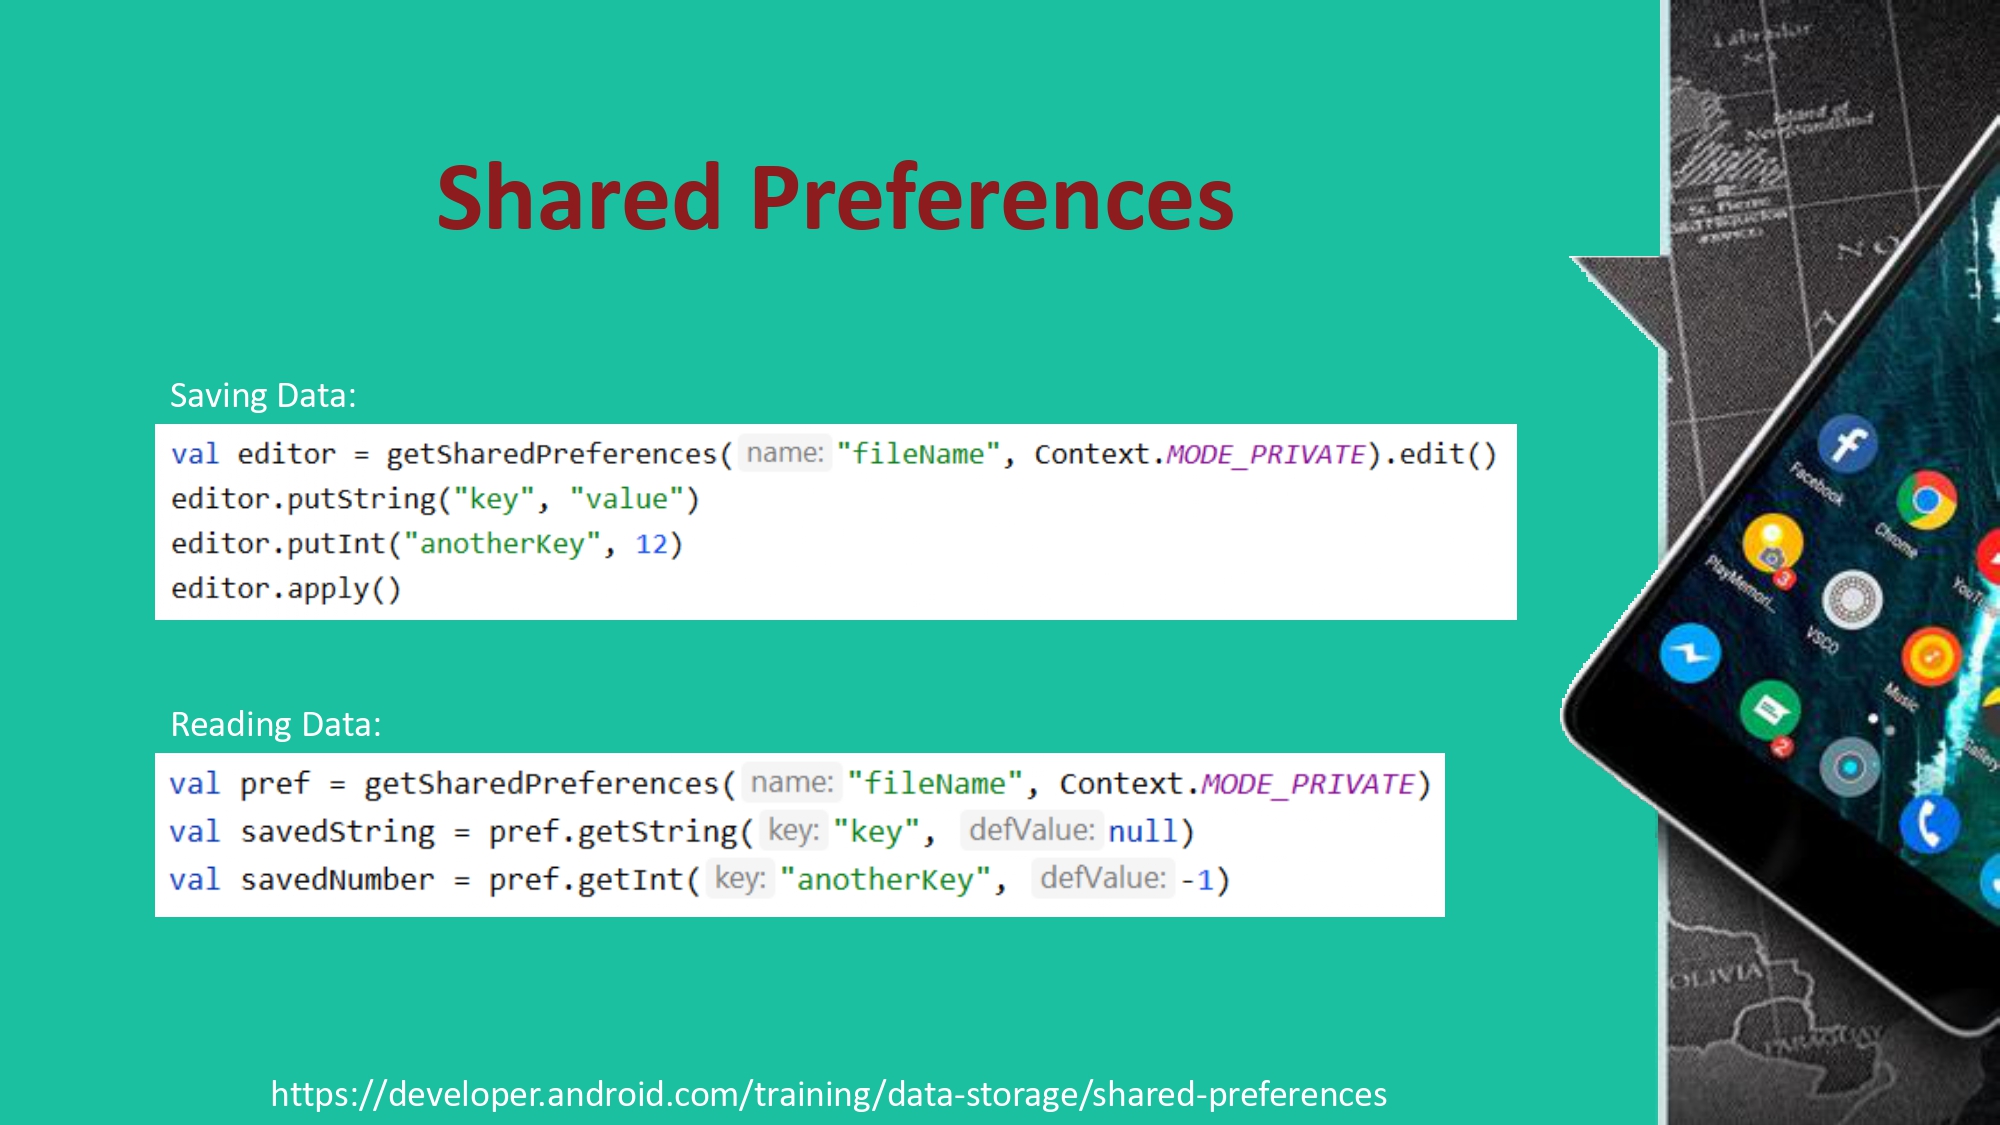 Shared Preferences
Saving Data:
val editor = getSharedPreferences( name: "fileName", Context.MODE_PRIVATE).edit()
editor.putString("key", "value")
editor.putInt("anotherKey", 12)
editor.apply()
Reading Data:
val pref = getSharedPreferences( name: "fileName", Context.MODE_PRIVATE)
val savedString = pref.getString( key: "key", defValue: null)
val savedNumber = pref.getInt( key: "anotherKey", defValue: -1)
https://developer.android.com/training/data-storage/shared-preferences
Labrador
Island of
Newfoundland
St. Pierre
(FRANCE)
Facebook
Chrome
PlayMemori...
3
VSCO
Music
2
Gallery
OLIVIA
PARAGUAY